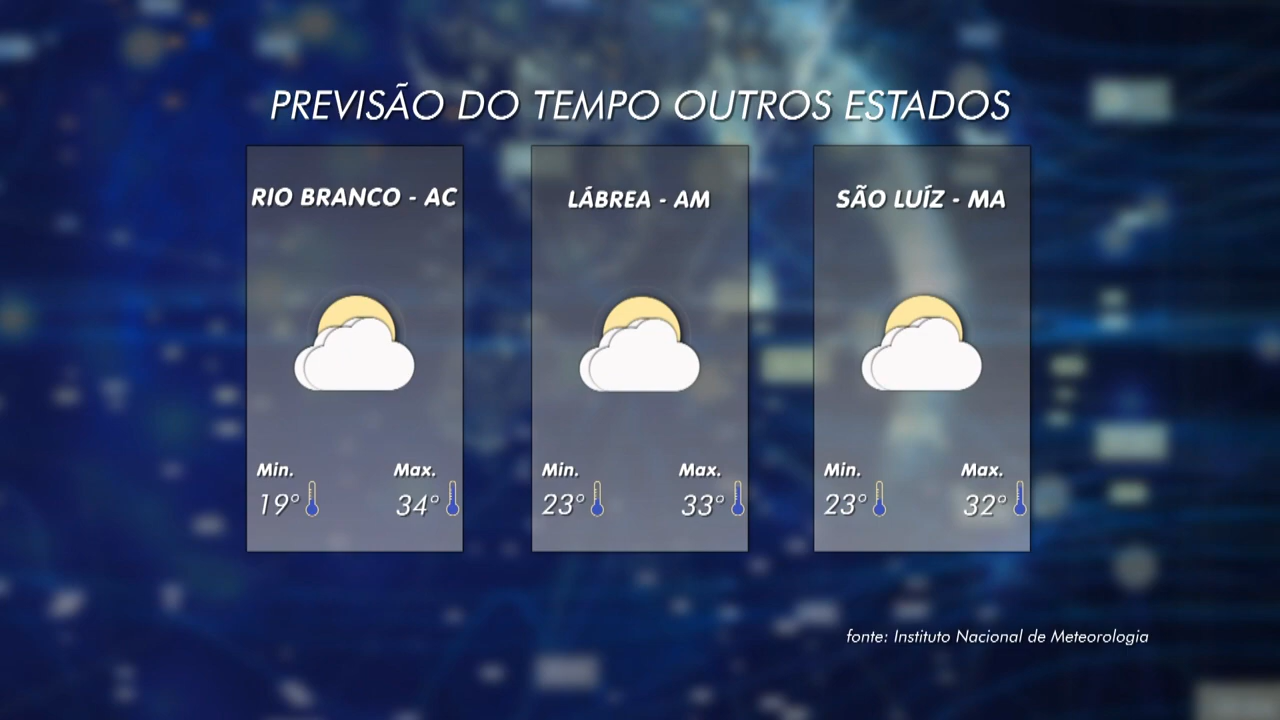 PREVISÃO DO TEMPO OUTROS ESTADOS
RIO BRANCO - AC
Min. Max.
19° 34°
LÁBREA - AM
Min. Max.
23° 33°
SÃO LUÍZ - MA
Min. Max.
23° 32°
fonte: Instituto Nacional de Meteorologia